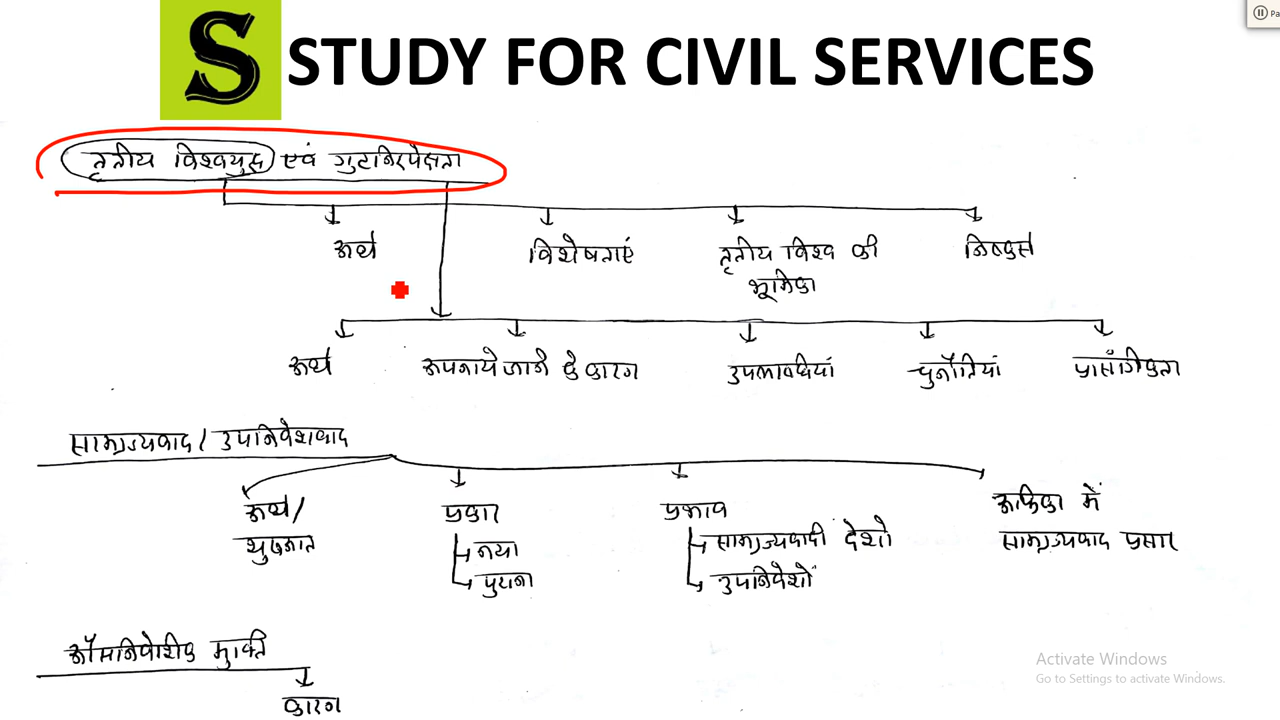 Pa
S STUDY FOR CIVIL SERVICES
तृतीय विश्वयुद्ध एवं गुटनिरपेक्षता
अर्थ विशेषताएं तृतीय विश्व की निष्कर्ष
भूमिका
अर्थ अपनाये जाने के कारण उपलब्धियां चुनौतियां प्रासंगिकता
साम्राज्यवाद / उपनिवेशवाद
अर्थ / प्रकार प्रभाव अफ्रीका में
शुरुआत नया साम्राज्यवादी देशों साम्राज्यवाद प्रसार
पुराना उपनिवेशों
औपनिवेशिक मुक्ति
कारण
Activate Windows
Go to Settings to activate Windows.